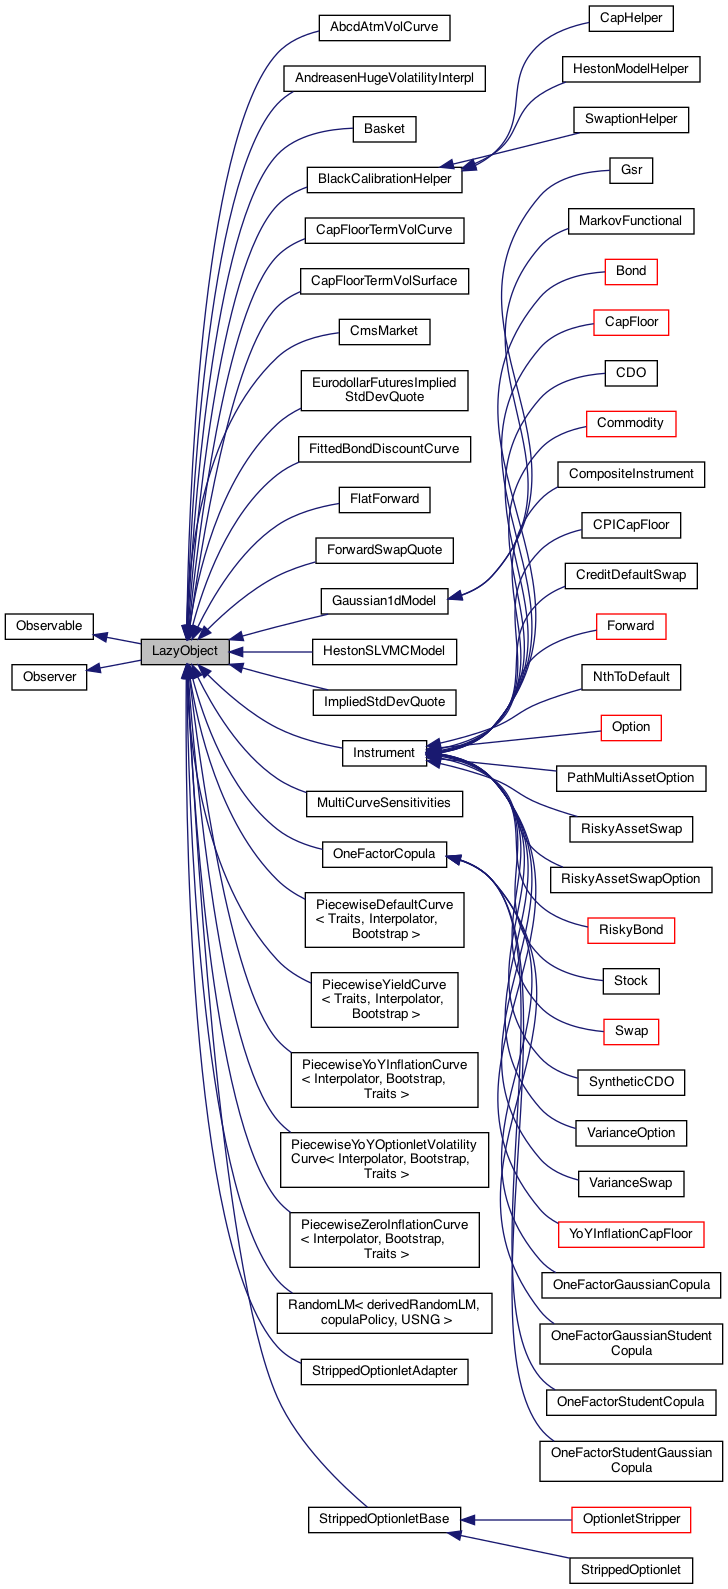 Observable
Observer
LazyObject
AbcdAtmVolCurve
AndreasenHugeVolatilityInterpl
Basket
BlackCalibrationHelper
CapFloorTermVolCurve
CapFloorTermVolSurface
CmsMarket
EurodollarFuturesImplied
StdDevQuote
FittedBondDiscountCurve
FlatForward
ForwardSwapQuote
Gaussian1dModel
HestonSLVMCModel
ImpliedStdDevQuote
Instrument
MultiCurveSensitivities
OneFactorCopula
PiecewiseDefaultCurve
< Traits, Interpolator,
Bootstrap >
PiecewiseYieldCurve
< Traits, Interpolator,
Bootstrap >
PiecewiseYoYInflationCurve
< Interpolator, Bootstrap,
Traits >
PiecewiseYoYOptionletVolatility
Curve< Interpolator, Bootstrap,
Traits >
PiecewiseZeroInflationCurve
< Interpolator, Bootstrap,
Traits >
RandomLM< derivedRandomLM,
copulaPolicy, USNG >
StrippedOptionletAdapter
StrippedOptionletBase
CapHelper
HestonModelHelper
SwaptionHelper
Gsr
MarkovFunctional
Bond
CapFloor
CDO
Commodity
CompositeInstrument
CPICapFloor
CreditDefaultSwap
Forward
NthToDefault
Option
PathMultiAssetOption
RiskyAssetSwap
RiskyAssetSwapOption
RiskyBond
Stock
Swap
SyntheticCDO
VarianceOption
VarianceSwap
YoYInflationCapFloor
OneFactorGaussianCopula
OneFactorGaussianStudent
Copula
OneFactorStudentCopula
OneFactorStudentGaussian
Copula
OptionletStripper
StrippedOptionlet